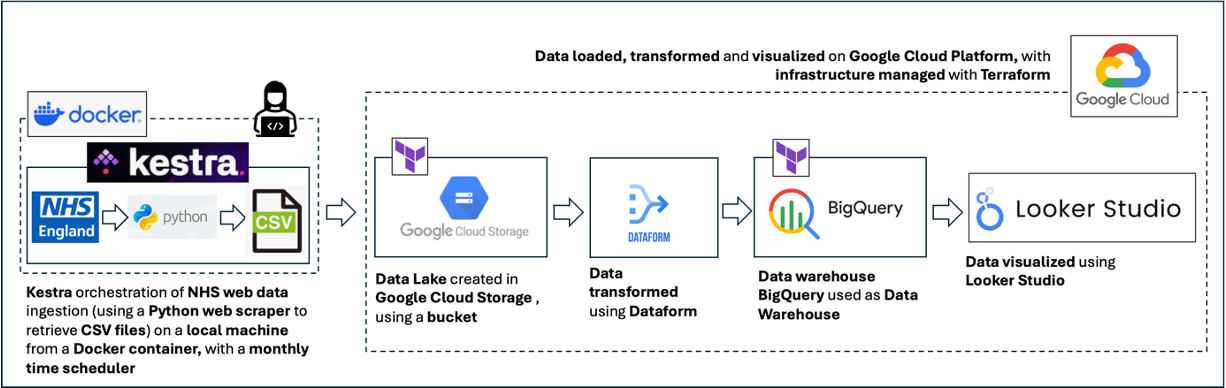 Data loaded, transformed and visualized on Google Cloud Platform, with
infrastructure managed with Terraform
Google Cloud
docker
</>
kestra.
NHS
England
python
CSV
Google Cloud Storage
DATAFORM
BigQuery
Looker Studio
Kestra orchestration of NHS web data
ingestion (using a Python web scraper to
retrieve CSV files) on a local machine
from a Docker container, with a monthly
time scheduler
Data Lake created in
Google Cloud Storage ,
using a bucket
Data
transformed
using Dataform
Data warehouse
BigQuery used as Data
Warehouse
Data visualized using
Looker Studio